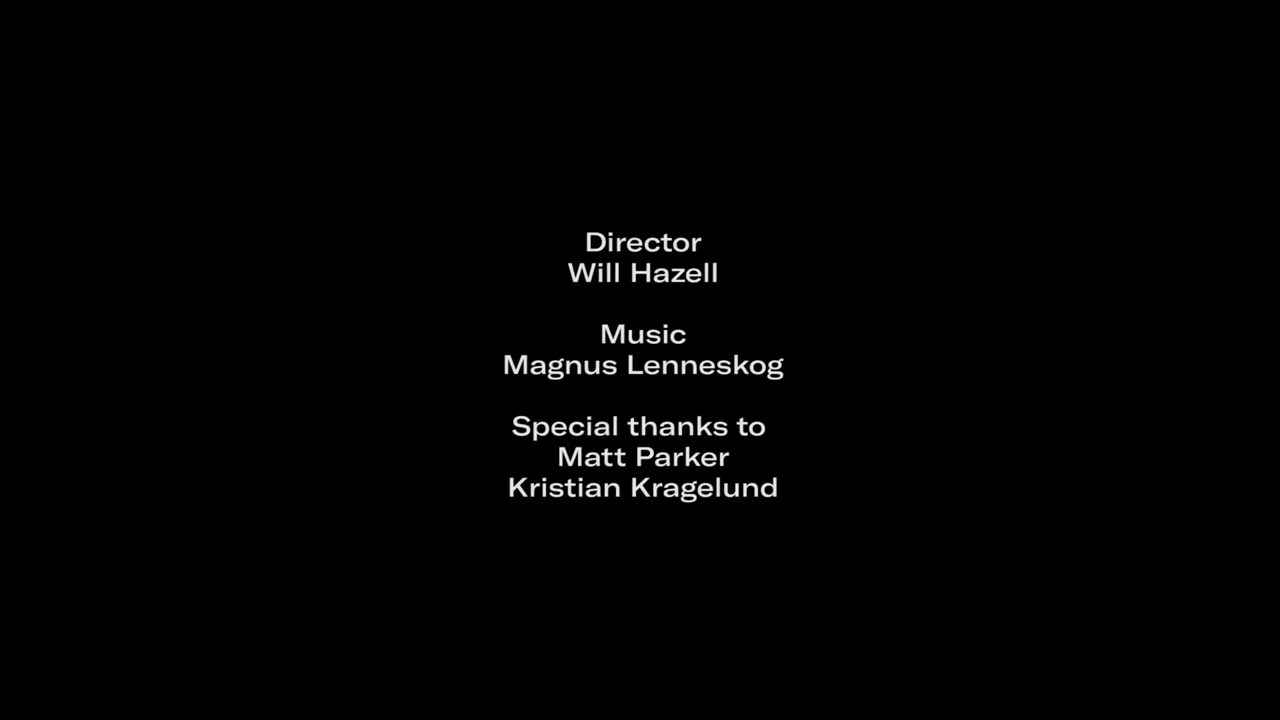 Director
Will Hazell
Music
Magnus Lenneskog
Special thanks to
Matt Parker
Kristian Kragelund